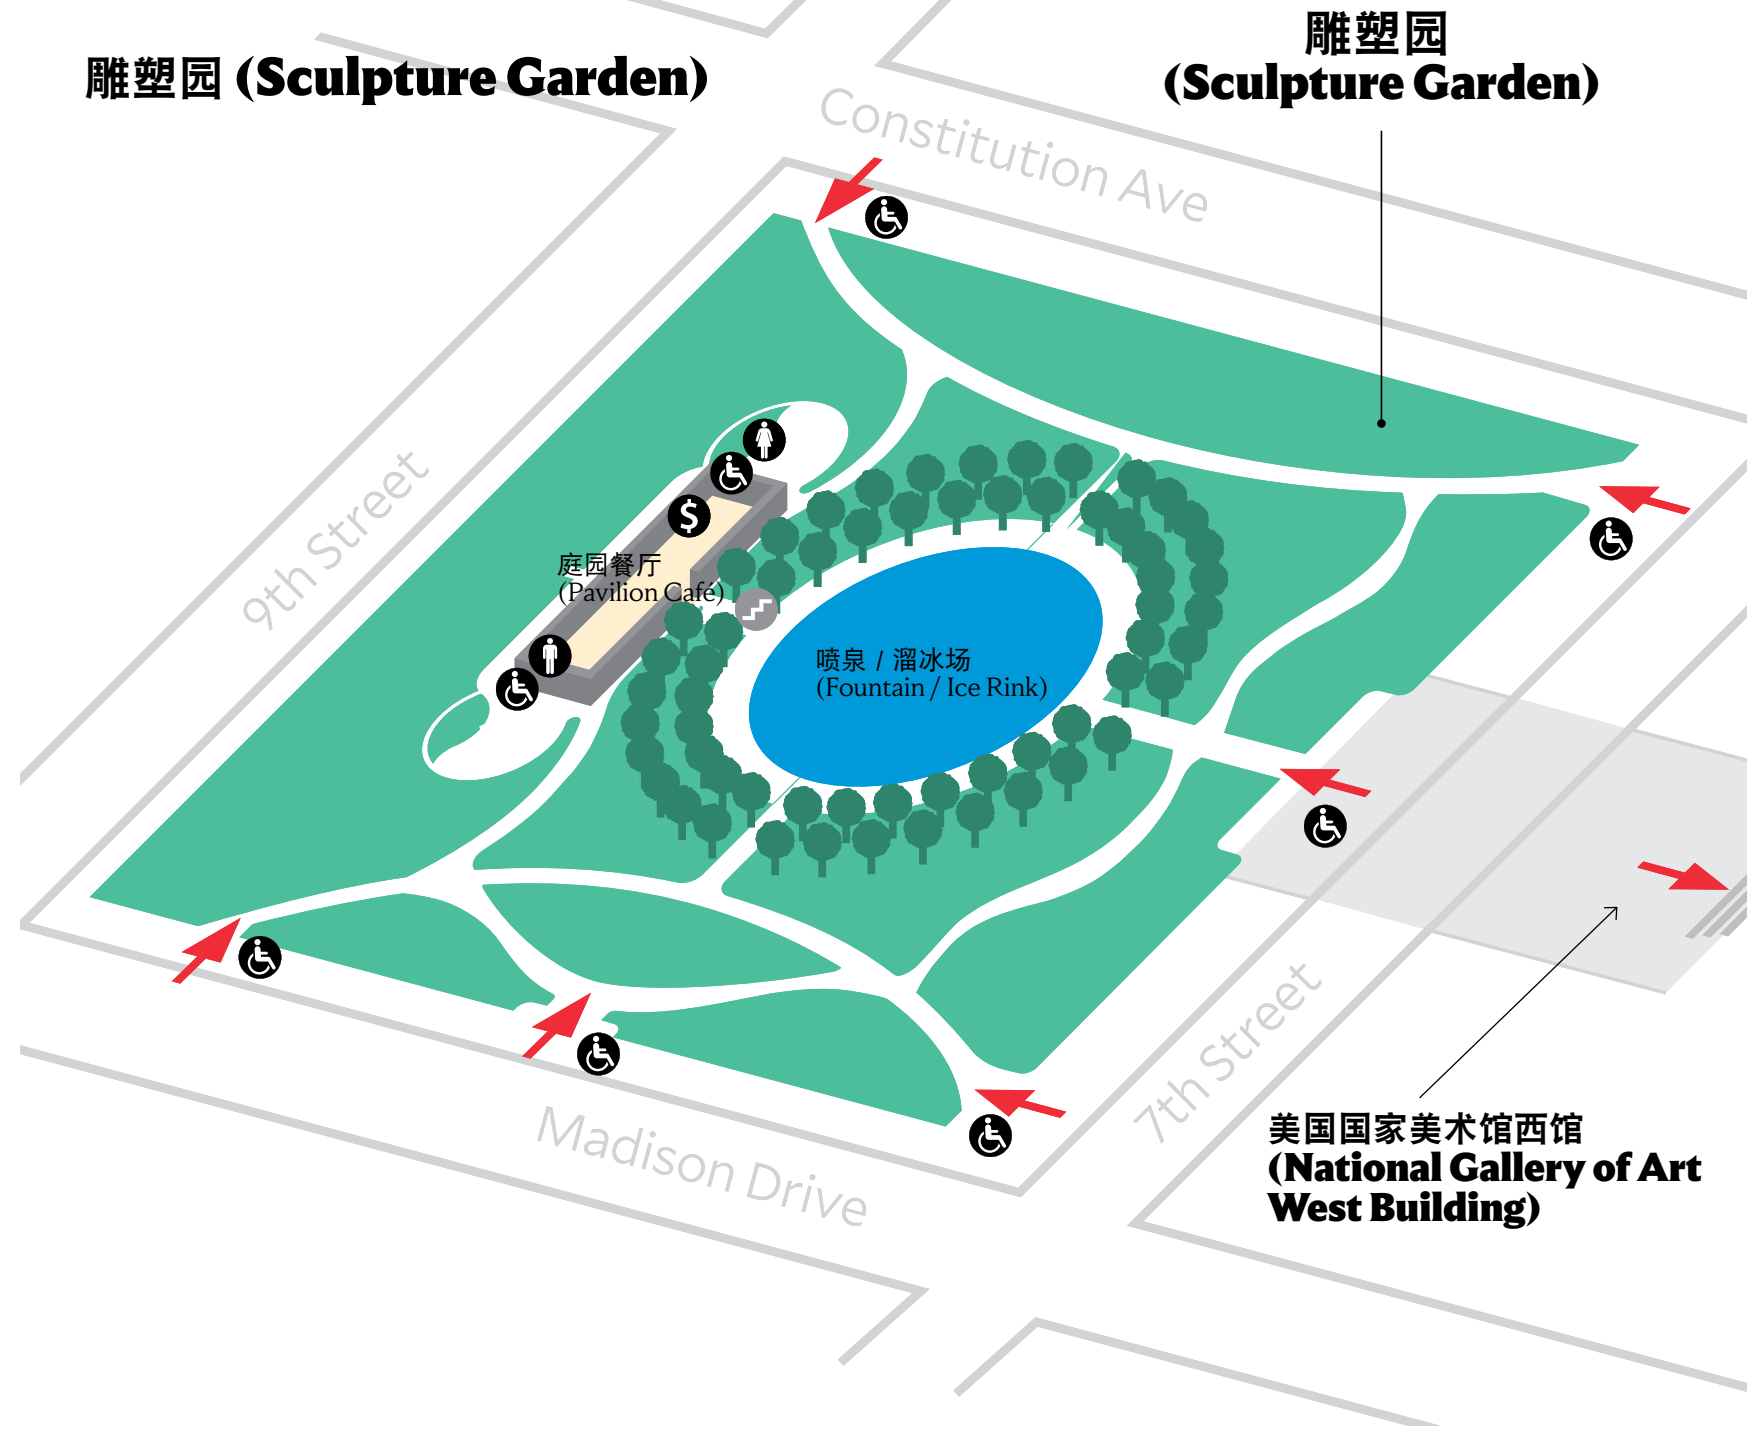 雕塑园 (Sculpture Garden)
雕塑园
(Sculpture Garden)
Constitution Ave
9th Street
$
庭园餐厅
(Pavilion Café)
喷泉 / 溜冰场
(Fountain / Ice Rink)
7th Street
Madison Drive
美国国家美术馆西馆
(National Gallery of Art
West Building)